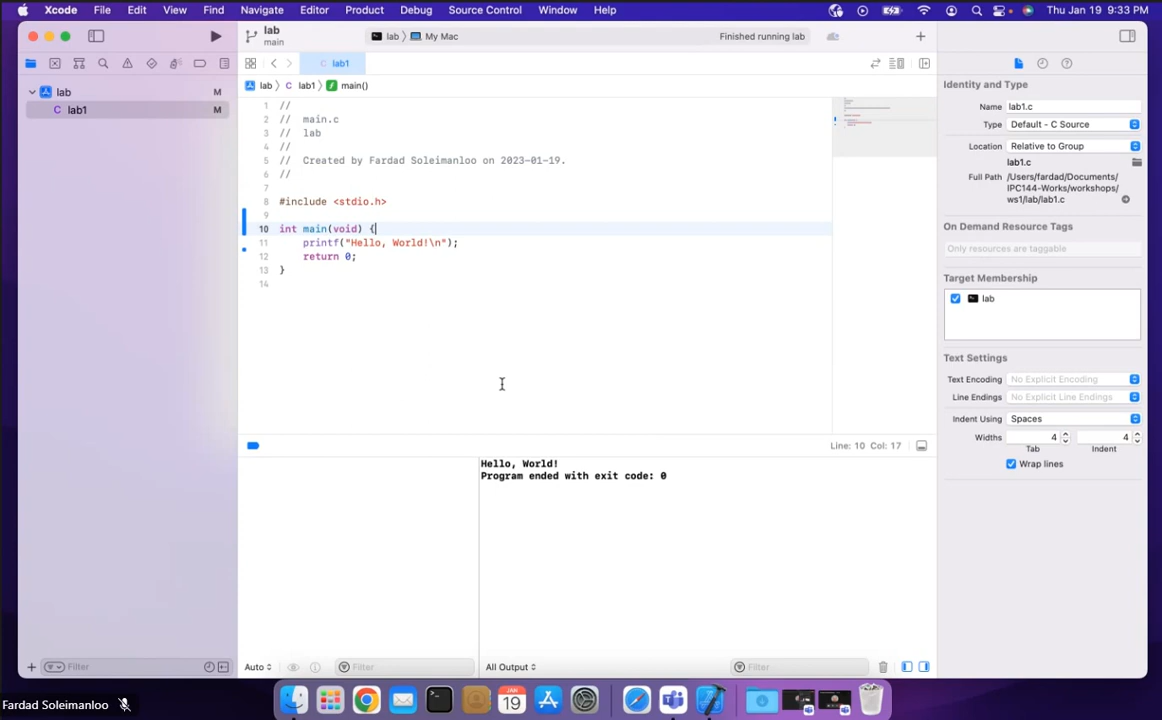 Xcode File Edit View Find Navigate Editor Product Debug Source Control Window Help Thu Jan 19 9:33 PM
lab
main
lab 〉 My Mac Finished running lab
lab1
lab 〉 C lab1 〉 f main()
lab M
C lab1 M
1 //
2 // main.c
3 // lab
4 //
5 // Created by Fardad Soleimanloo on 2023-01-19.
6 //
7
8 #include <stdio.h>
9
10 int main(void) {
11 printf("Hello, World!\n");
12 return 0;
13 }
14
Line: 10 Col: 17
Hello, World!
Program ended with exit code: 0
Auto Filter
All Output Filter
Filter
Identity and Type
Name lab1.c
Type Default - C Source
Location Relative to Group
lab1.c
Full Path /Users/fardad/Documents/
IPC144-Works/workshops/
ws1/lab/lab1.c
On Demand Resource Tags
Only resources are taggable
Target Membership
lab
Text Settings
Text Encoding No Explicit Encoding
Line Endings No Explicit Line Endings
Indent Using Spaces
Widths 4 4
Tab Indent
Wrap lines
JAN
19
Fardad Soleimanloo